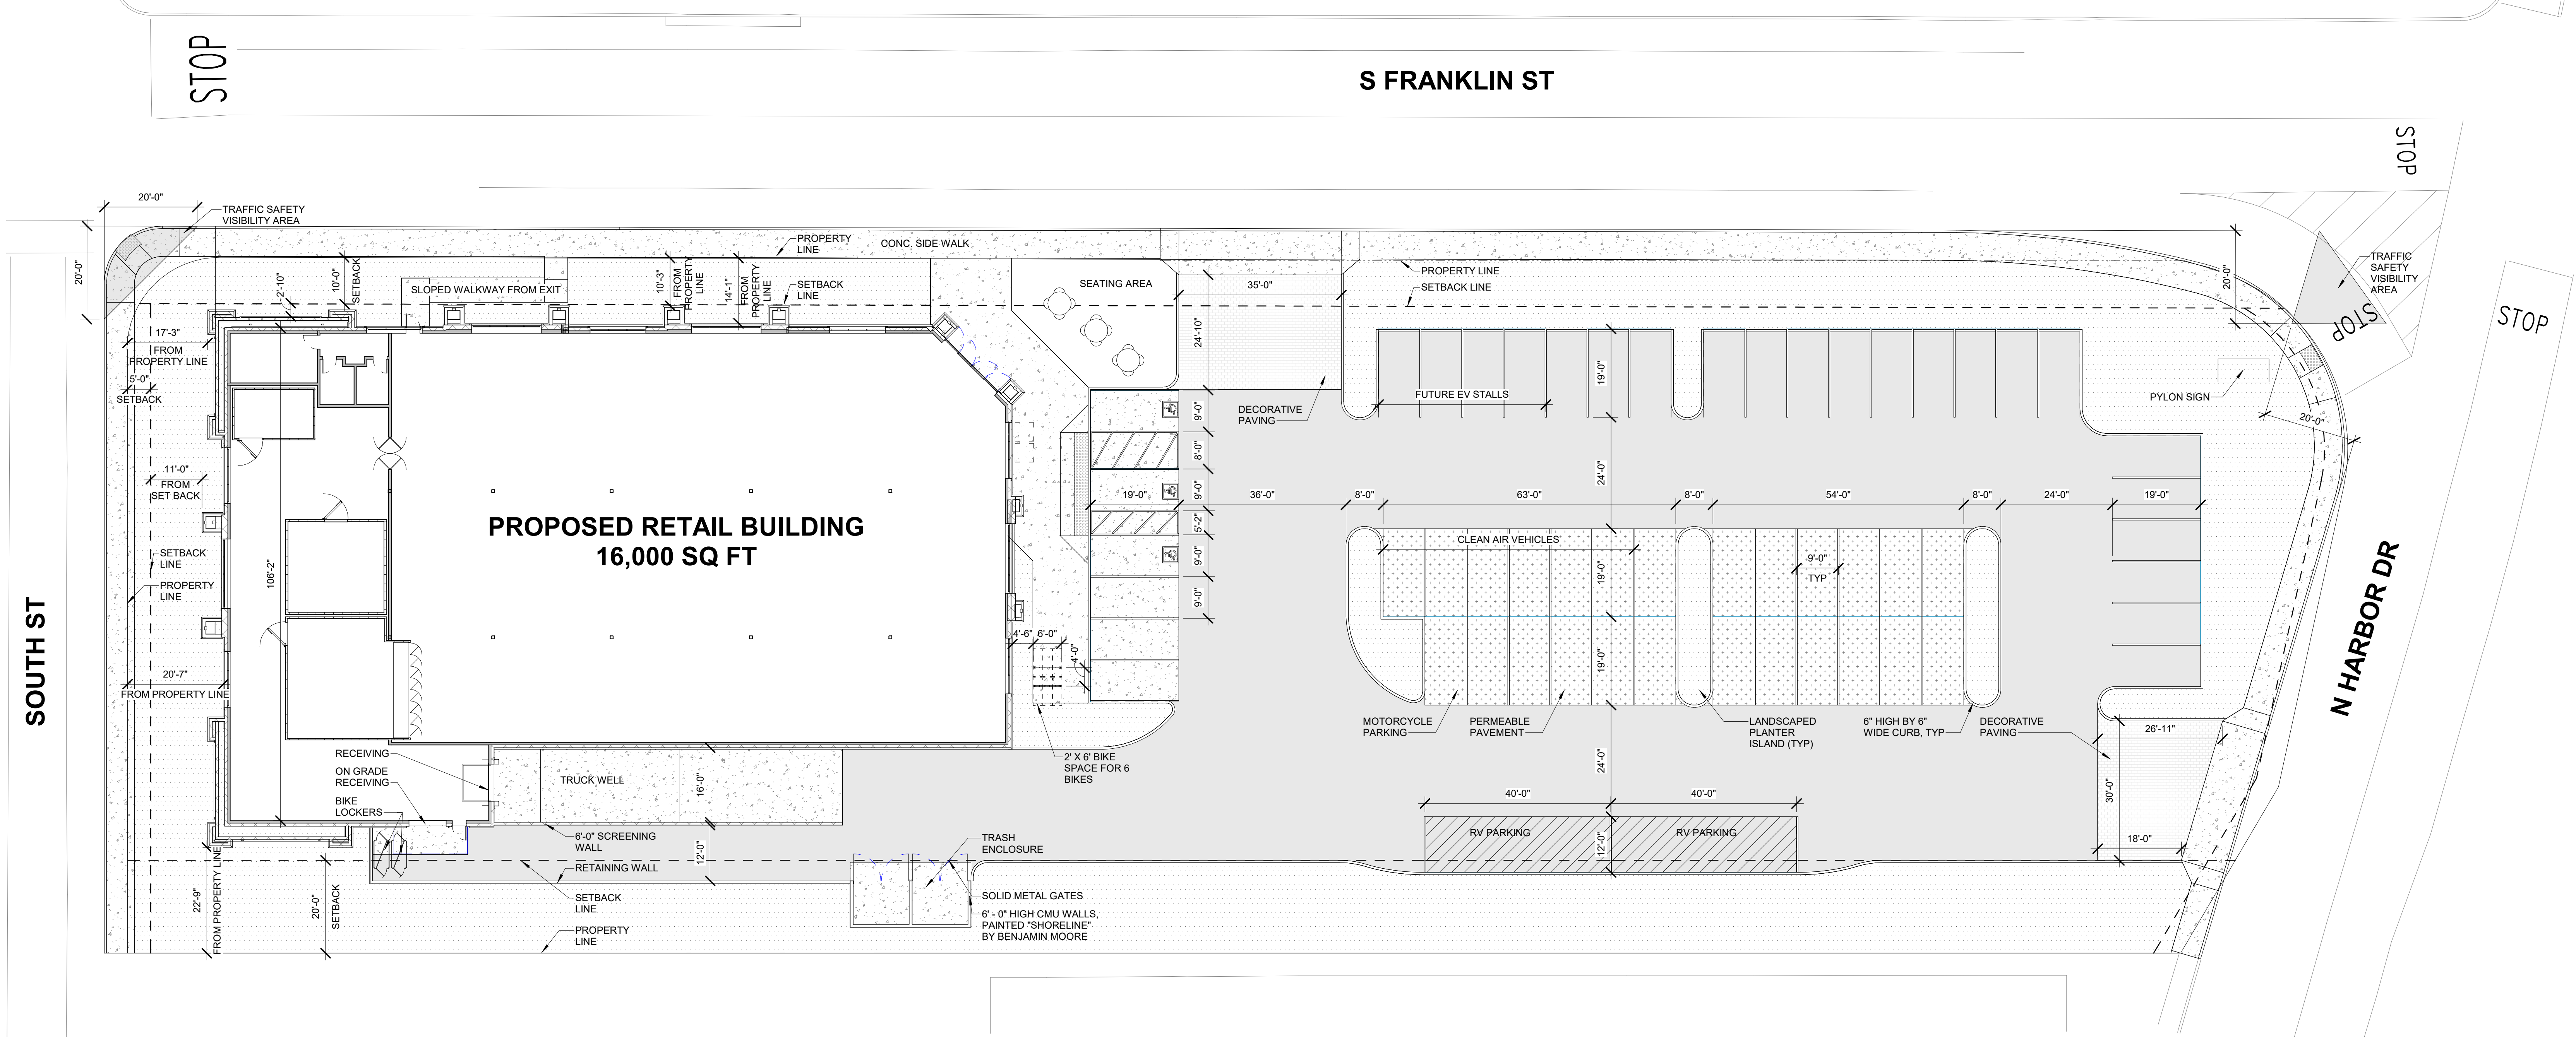 STOP
S FRANKLIN ST
STOP
20'-0"
TRAFFIC SAFETY
VISIBILITY AREA
20'-0"
PROPERTY
LINE
CONC. SIDE WALK
2'-10"
10'-0"
SETBACK
SLOPED WALKWAY FROM EXIT
10'-3"
FROM
PROPERTY
LINE
14'-1"
FROM
PROPERTY
LINE
SETBACK
LINE
SEATING AREA
35'-0"
24'-10"
PROPERTY LINE
SETBACK LINE
20'-0"
TRAFFIC
SAFETY
VISIBILITY
AREA
STOP
STOP
17'-3"
FROM
PROPERTY LINE
5'-0"
SETBACK
DECORATIVE
PAVING
FUTURE EV STALLS
19'-0"
PYLON SIGN
20'-0"
9'-0"
8'-0"
9'-0"
5'-2"
9'-0"
9'-0"
11'-0"
FROM
SET BACK
24'-0"
19'-0"
36'-0"
8'-0"
63'-0"
8'-0"
54'-0"
8'-0"
24'-0"
19'-0"
PROPOSED RETAIL BUILDING
16,000 SQ FT
106'-2"
SETBACK
LINE
PROPERTY
LINE
SOUTH ST
CLEAN AIR VEHICLES
19'-0"
9'-0"
TYP
N HARBOR DR
4'-6"
6'-0"
4'-0"
19'-0"
20'-7"
FROM PROPERTY LINE
MOTORCYCLE
PARKING
PERMEABLE
PAVEMENT
LANDSCAPED
PLANTER
ISLAND (TYP)
6" HIGH BY 6"
WIDE CURB, TYP
DECORATIVE
PAVING
26'-11"
RECEIVING
ON GRADE
RECEIVING
BIKE
LOCKERS
TRUCK WELL
16'-0"
2' X 6' BIKE
SPACE FOR 6
BIKES
24'-0"
40'-0"
40'-0"
30'-0"
RV PARKING
RV PARKING
12'-0"
18'-0"
6'-0" SCREENING
WALL
12'-0"
TRASH
ENCLOSURE
RETAINING WALL
22'-9"
FROM PROPERTY LINE
20'-0"
SETBACK
SETBACK
LINE
SOLID METAL GATES
6' - 0" HIGH CMU WALLS,
PAINTED "SHORELINE"
BY BENJAMIN MOORE
PROPERTY
LINE